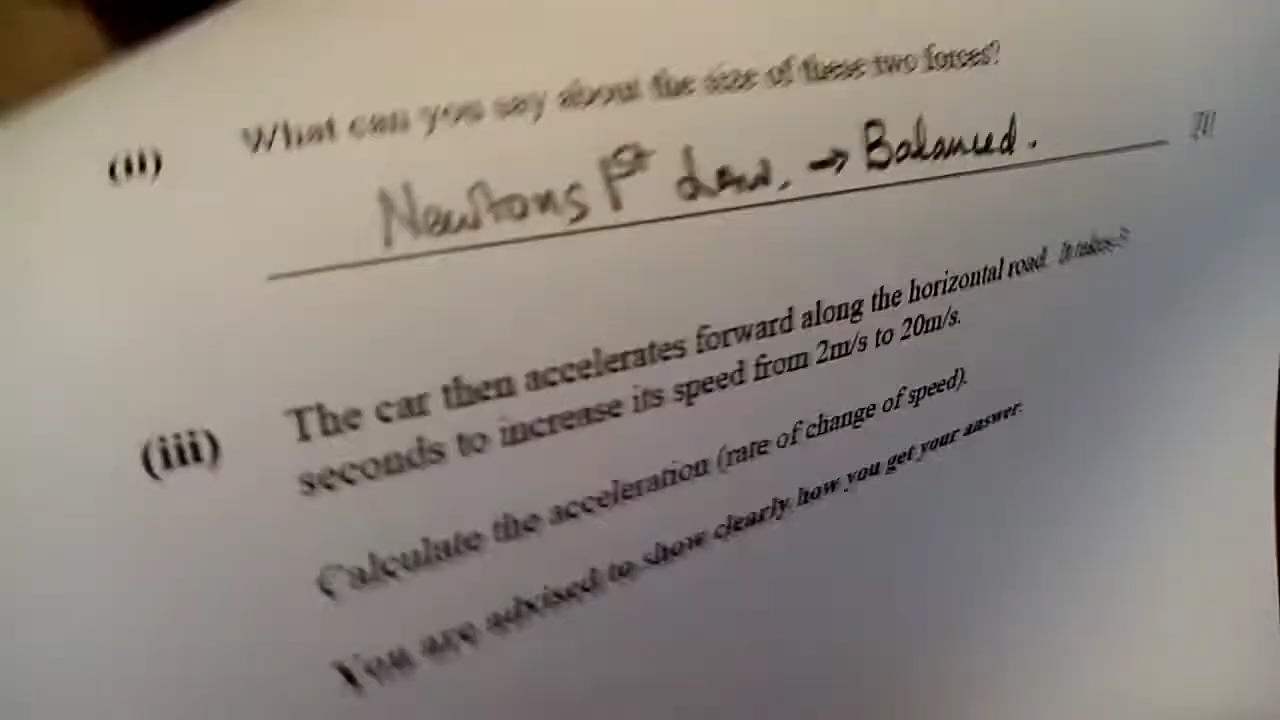 (ii) What can you say about the size of these two forces?
Newtons 1st Law. → Balanced.
[1]
(iii) The car then accelerates forward along the horizontal road. It takes
seconds to increase its speed from 2m/s to 20m/s.
Calculate the acceleration (rate of change of speed).
You are advised to show clearly how you get your answer.